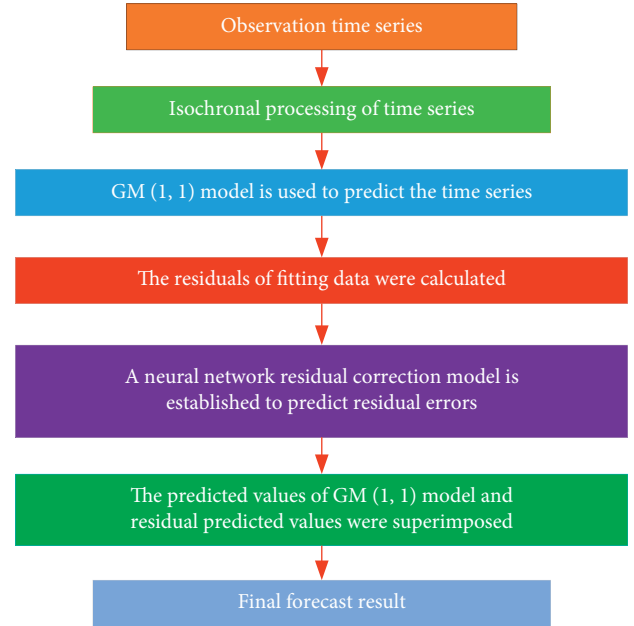 Observation time series
Isochronal processing of time series
GM (1, 1) model is used to predict the time series
The residuals of fitting data were calculated
A neural network residual correction model is
established to predict residual errors
The predicted values of GM (1, 1) model and
residual predicted values were superimposed
Final forecast result